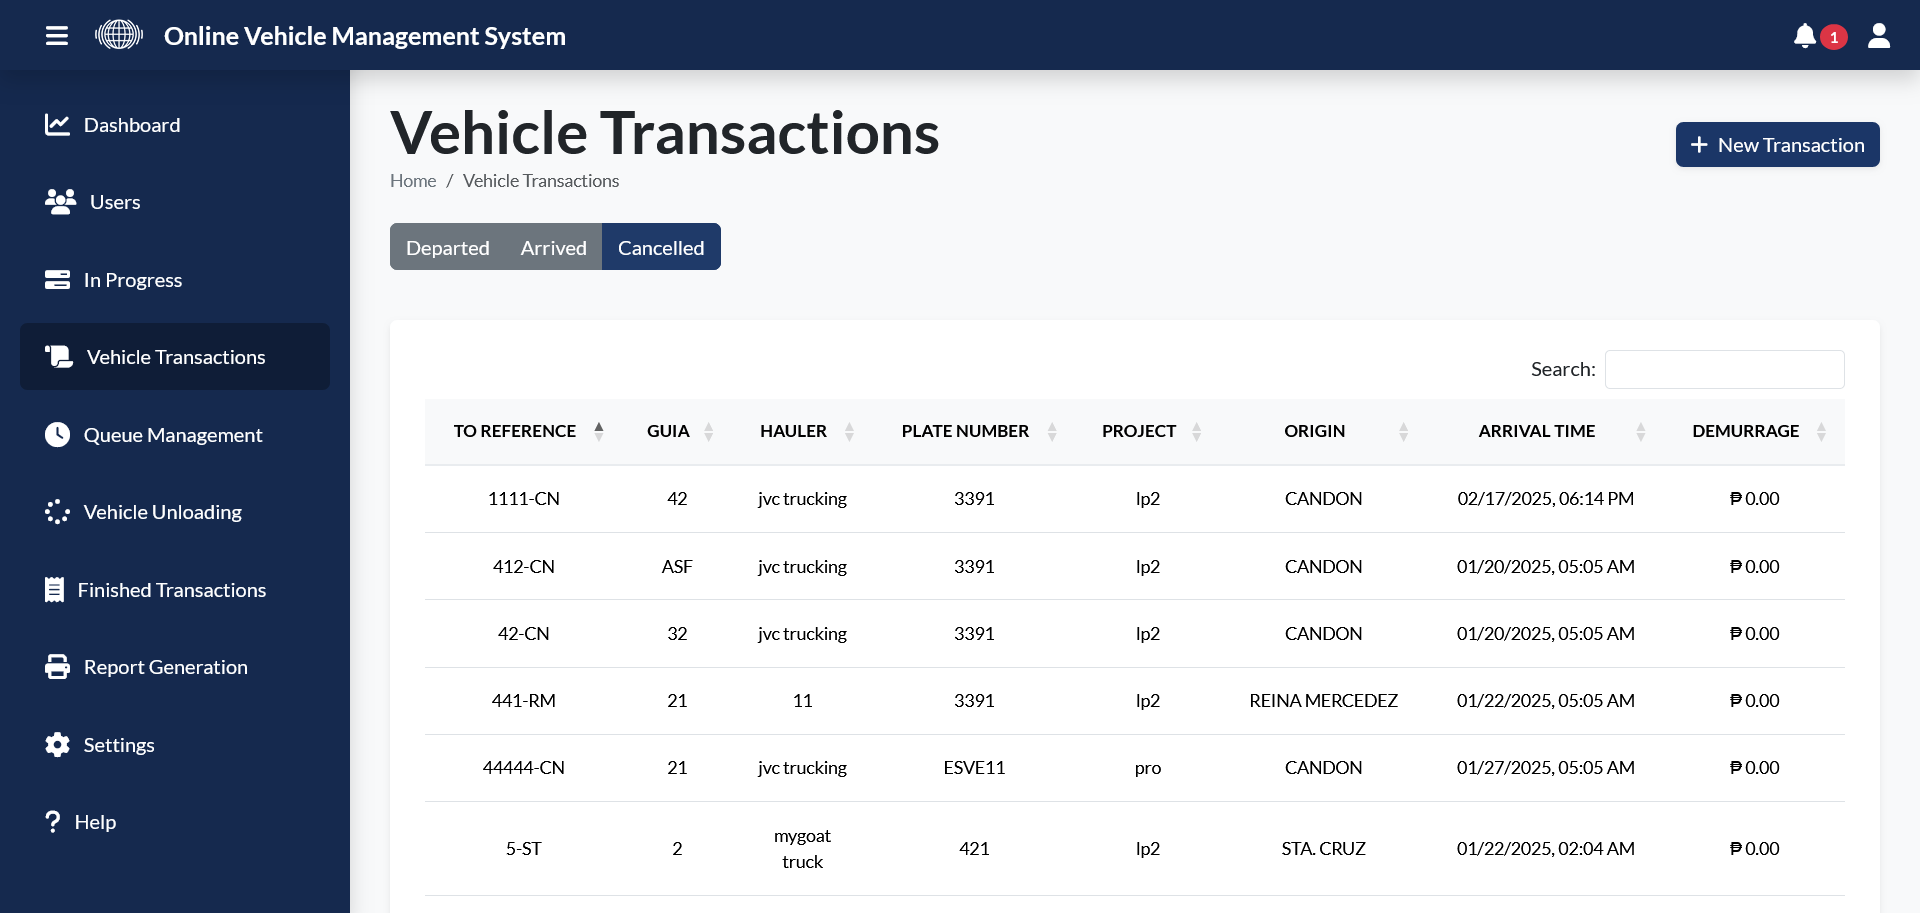 Online Vehicle Management System
1
Dashboard
Users
In Progress
Vehicle Transactions
Queue Management
Vehicle Unloading
Finished Transactions
Report Generation
Settings
Help
Vehicle Transactions
Home / Vehicle Transactions
+ New Transaction
Departed Arrived Cancelled
Search:
TO REFERENCE GUIA HAULER PLATE NUMBER PROJECT ORIGIN ARRIVAL TIME DEMURRAGE
1111-CN 42 jvc trucking 3391 lp2 CANDON 02/17/2025, 06:14 PM ₱ 0.00
412-CN ASF jvc trucking 3391 lp2 CANDON 01/20/2025, 05:05 AM ₱ 0.00
42-CN 32 jvc trucking 3391 lp2 CANDON 01/20/2025, 05:05 AM ₱ 0.00
441-RM 21 11 3391 lp2 REINA MERCEDEZ 01/22/2025, 05:05 AM ₱ 0.00
44444-CN 21 jvc trucking ESVE11 pro CANDON 01/27/2025, 05:05 AM ₱ 0.00
5-ST 2 mygoat truck 421 lp2 STA. CRUZ 01/22/2025, 02:04 AM ₱ 0.00